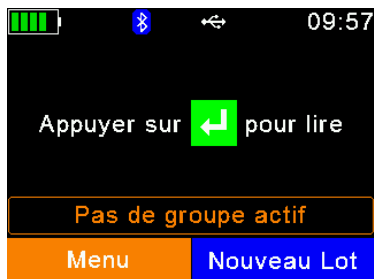 09:57
Appuyer sur pour lire
Pas de groupe actif
Menu Nouveau Lot